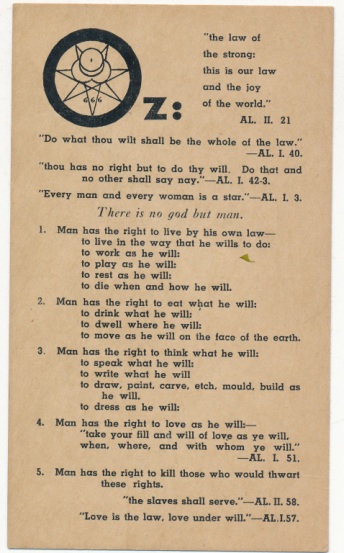 "the law of
the strong:
this is our law
and the joy
of the world."
AL. II. 21
666
Oz:
"Do what thou wilt shall be the whole of the law."
—AL. I. 40.
"thou has no right but to do thy will. Do that and
no other shall say nay."—AL. I. 42-3.
"Every man and every woman is a star."—AL. I. 3.
There is no god but man.
1. Man has the right to live by his own law—
to live in the way that he wills to do:
to work as he will:
to play as he will:
to rest as he will:
to die when and how he will.
2. Man has the right to eat what he will:
to drink what he will:
to dwell where he will:
to move as he will on the face of the earth.
3. Man has the right to think what he will:
to speak what he will:
to write what he will
to draw, paint, carve, etch, mould, build as
he will.
to dress as he will:
4. Man has the right to love as he will:—
"take your fill and will of love as ye will,
when, where, and with whom ye will."
—AL. I. 51.
5. Man has the right to kill those who would thwart
these rights.
"the slaves shall serve."—AL. II. 58.
"Love is the law, love under will."—AL.I.57.